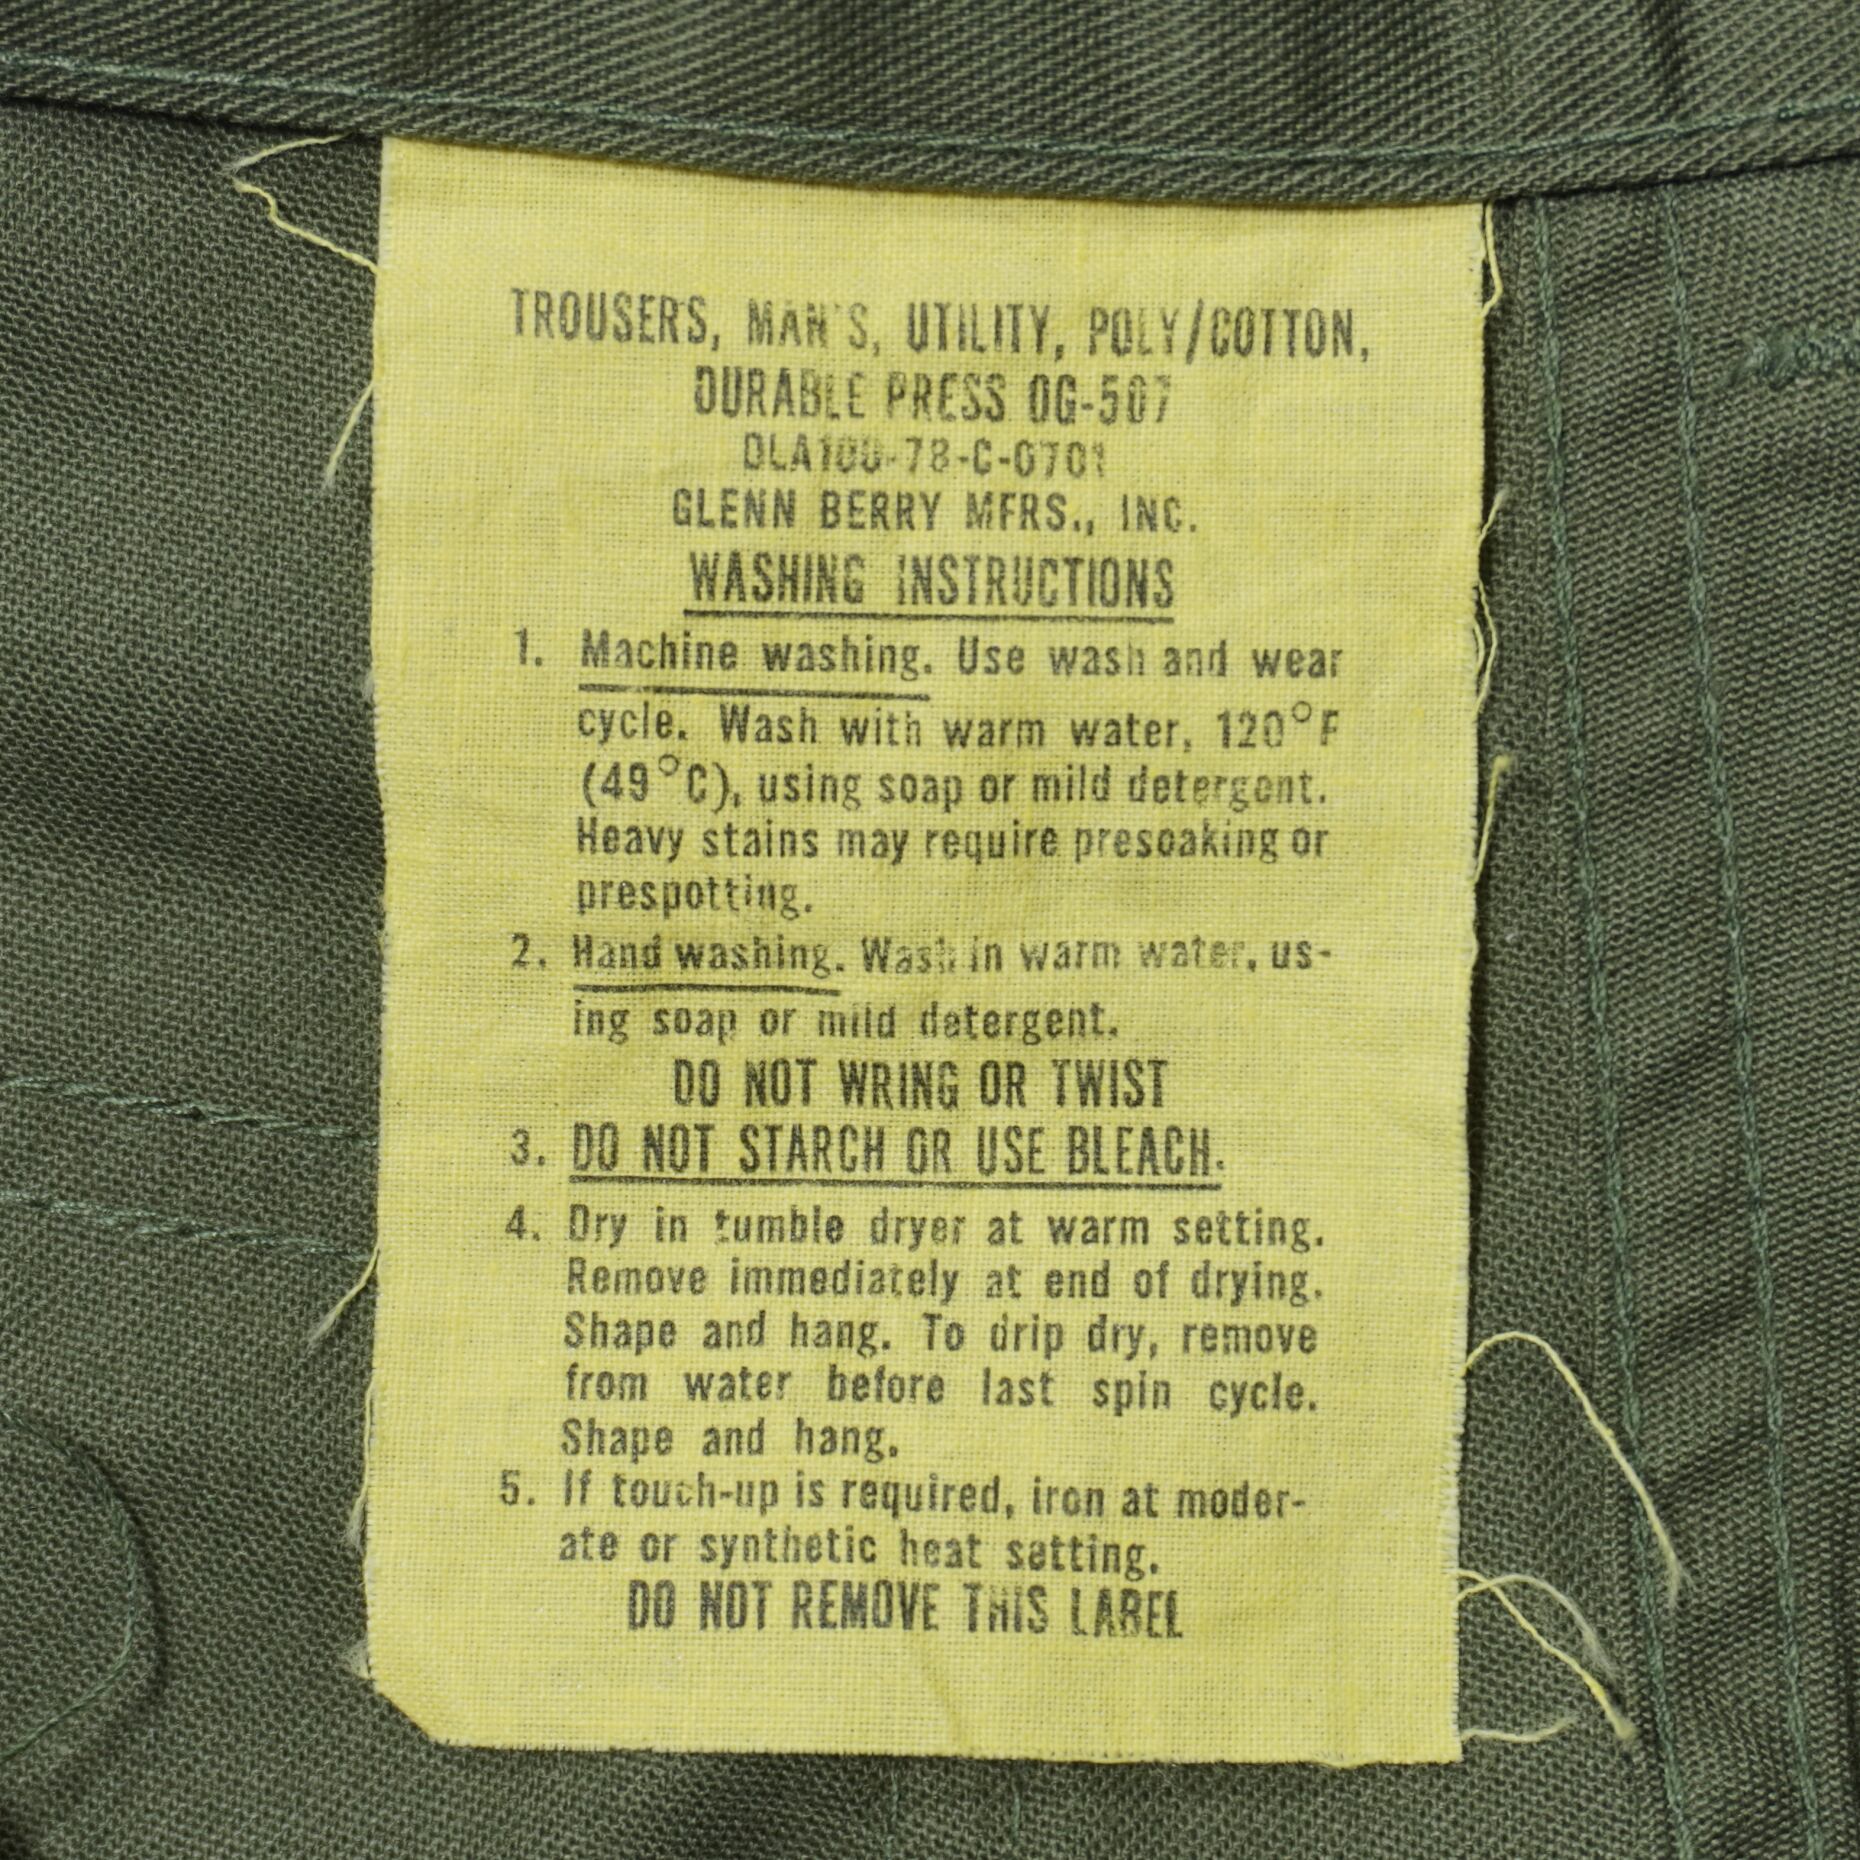 TROUSERS, MAN'S, UTILITY, POLY/COTTON,
DURABLE PRESS OG-507
DLA100-78-C-0701
GLENN BERRY MFRS., INC.
WASHING INSTRUCTIONS
1. Machine washing. Use wash and wear
cycle. Wash with warm water, 120°F
(49°C), using soap or mild detergent.
Heavy stains may require presoaking or
prespotting.
2. Hand washing. Wash in warm water, us-
ing soap or mild detergent.
DO NOT WRING OR TWIST
3. DO NOT STARCH OR USE BLEACH.
4. Dry in tumble dryer at warm setting.
Remove immediately at end of drying.
Shape and hang. To drip dry, remove
from water before last spin cycle.
Shape and hang.
5. If touch-up is required, iron at moder-
ate or synthetic heat setting.
DO NOT REMOVE THIS LABEL